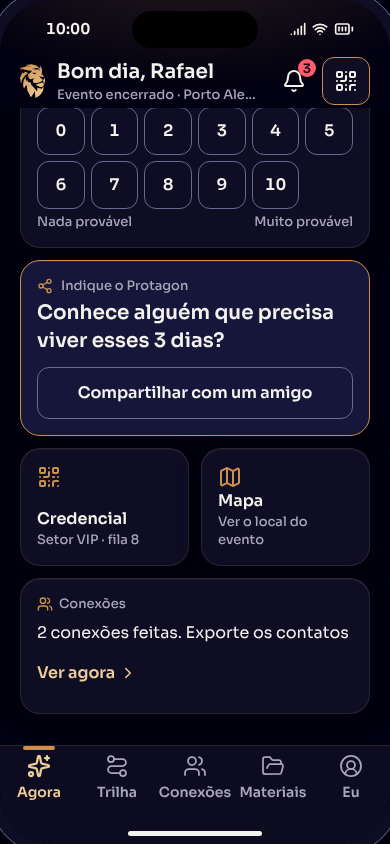 10:00
Bom dia, Rafael
3
Evento encerrado · Porto Ale...
0 1 2 3 4 5
6 7 8 9 10
Nada provável Muito provável
Indique o Protagon
Conhece alguém que precisa
viver esses 3 dias?
Compartilhar com um amigo
Credencial
Setor VIP · fila 8
Mapa
Ver o local do
evento
Conexões
2 conexões feitas. Exporte os contatos
Ver agora
Agora Trilha Conexões Materiais Eu